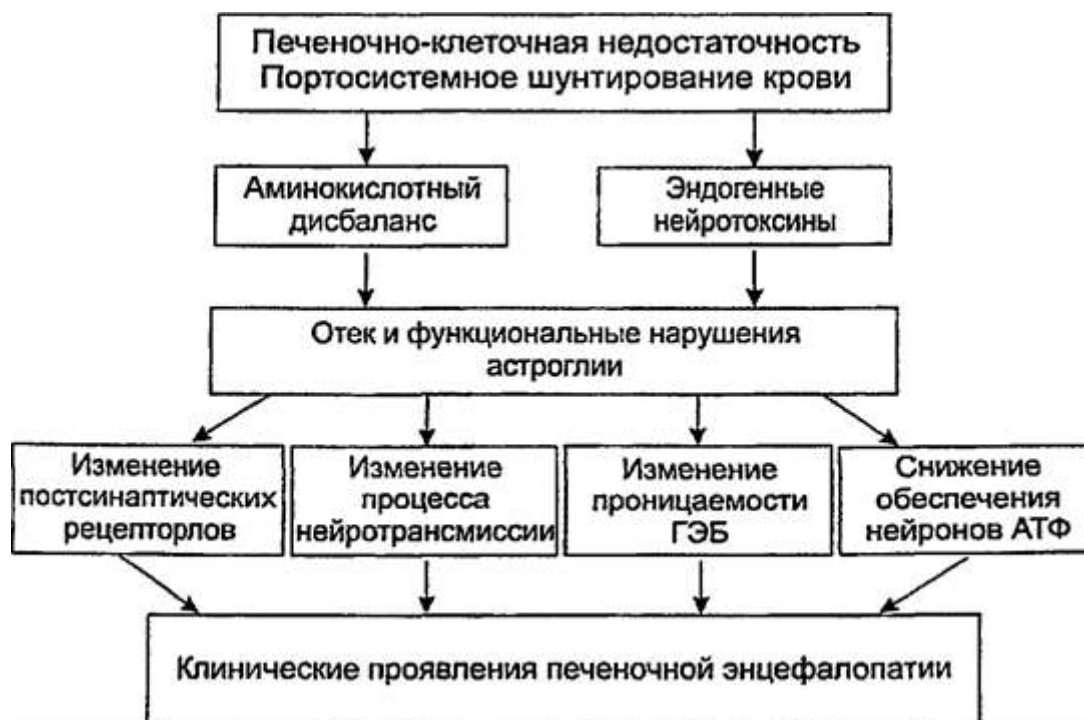 Печеночно-клеточная недостаточность
Портосистемное шунтирование крови
Аминокислотный
дисбаланс
Эндогенные
нейротоксины
Отек и функциональные нарушения
астроглии
Изменение
постсинаптических
рецепторлов
Изменение
процесса
нейротрансмиссии
Изменение
проницаемости
ГЭБ
Снижение
обеспечения
нейронов АТФ
Клинические проявления печеночной энцефалопатии